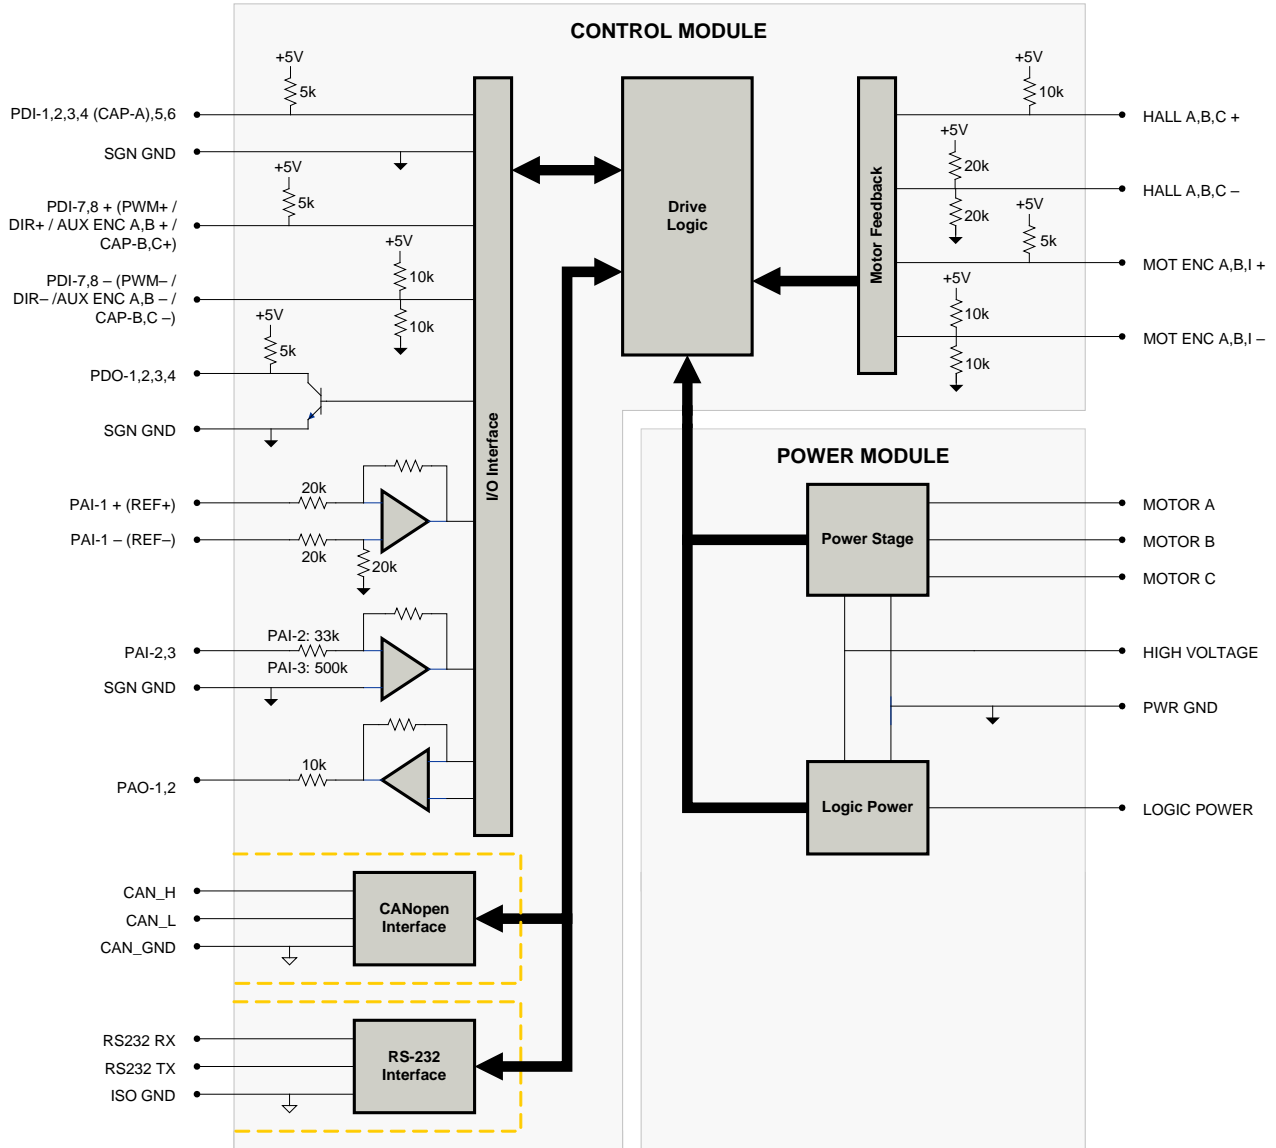 CONTROL MODULE
+5V
5k
PDI-1,2,3,4 (CAP-A),5,6
SGN GND
+5V
5k
PDI-7,8 + (PWM+ /
DIR+ / AUX ENC A,B + /
CAP-B,C+)
+5V
10k
PDI-7,8 – (PWM– /
DIR– /AUX ENC A,B – /
CAP-B,C –)
10k
+5V
5k
PDO-1,2,3,4
SGN GND
20k
PAI-1 + (REF+)
PAI-1 – (REF–)
20k
20k
PAI-2: 33k
PAI-2,3
PAI-3: 500k
SGN GND
10k
PAO-1,2
I/O Interface
CAN_H
CAN_L
CAN_GND
CANopen
Interface
RS232 RX
RS232 TX
ISO GND
RS-232
Interface
Drive
Logic
Motor Feedback
+5V
10k
HALL A,B,C +
+5V
20k
HALL A,B,C –
20k
+5V
5k
MOT ENC A,B,I +
+5V
10k
MOT ENC A,B,I –
10k
POWER MODULE
Power Stage
MOTOR A
MOTOR B
MOTOR C
HIGH VOLTAGE
PWR GND
Logic Power
LOGIC POWER